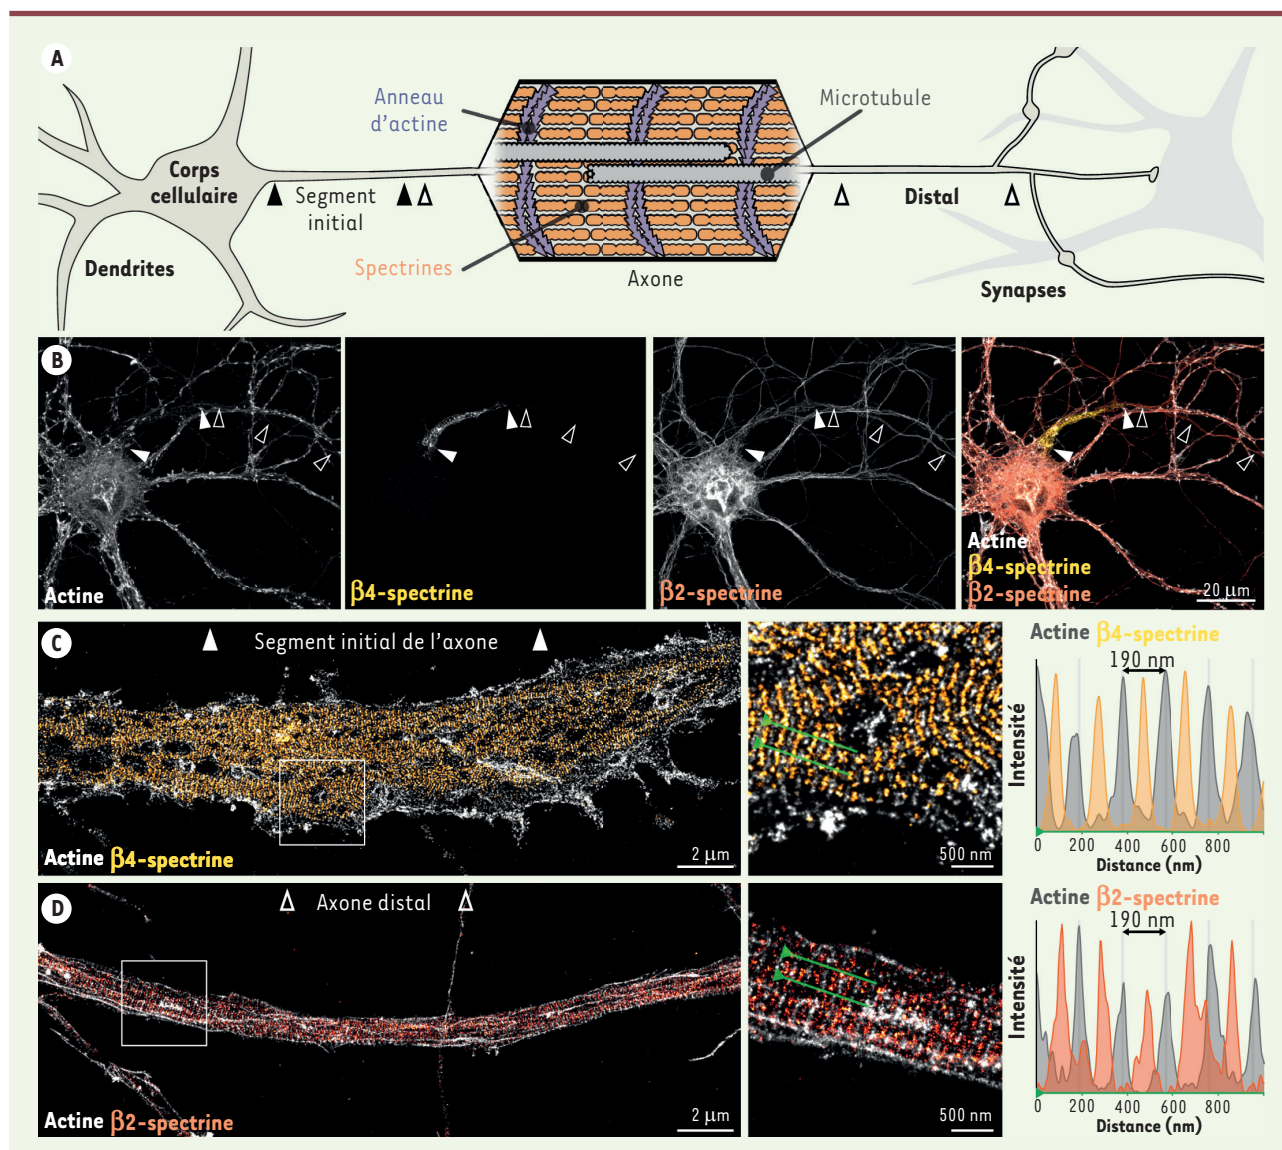 A
Anneau
d'actine
Microtubule
Corps
cellulaire
Segment
initial
Distal
Dendrites
Spectrines
Axone
Synapses
B
Actine
β4-spectrine
β2-spectrine
Actine
β4-spectrine
β2-spectrine
20 µm
C
Segment initial de l'axone
Actine β4-spectrine
2 µm
500 nm
Actine β4-spectrine
190 nm
Intensité
0 200 400 600 800
Distance (nm)
D
Axone distal
Actine β2-spectrine
2 µm
500 nm
Actine β2-spectrine
190 nm
Intensité
0 200 400 600 800
Distance (nm)